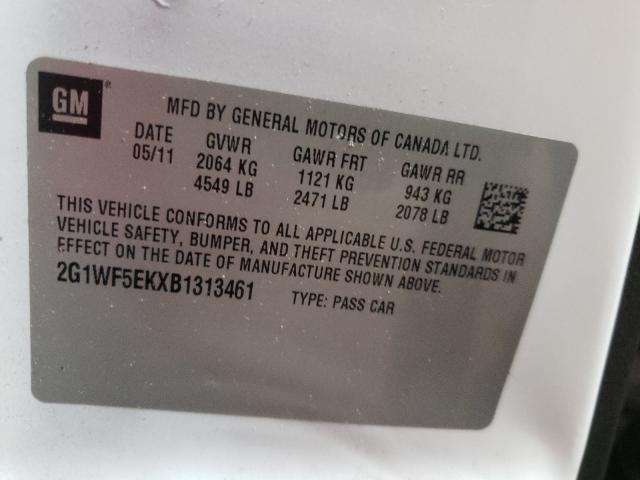 GM ®
MFD BY GENERAL MOTORS OF CANADA LTD.
DATE GVWR GAWR FRT GAWR RR
05/11 2064 KG 1121 KG 943 KG
4549 LB 2471 LB 2078 LB
THIS VEHICLE CONFORMS TO ALL APPLICABLE U.S. FEDERAL MOTOR
VEHICLE SAFETY, BUMPER, AND THEFT PREVENTION STANDARDS IN
EFFECT ON THE DATE OF MANUFACTURE SHOWN ABOVE.
2G1WF5EKXB1313461 TYPE: PASS CAR